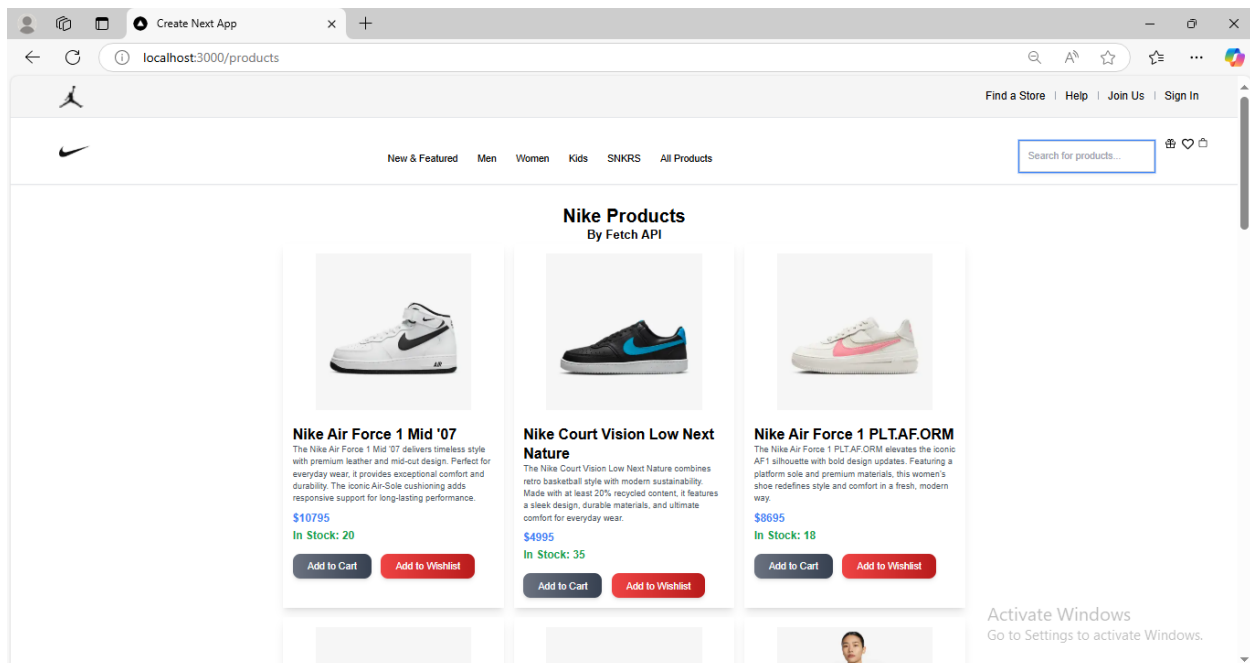 Create Next App
localhost:3000/products
Find a Store | Help | Join Us | Sign In
New & Featured Men Women Kids SNKRS All Products
Search for products...
Nike Products
By Fetch API
AIR
Nike Air Force 1 Mid '07
The Nike Air Force 1 Mid '07 delivers timeless style
with premium leather and mid-cut design. Perfect for
everyday wear, it provides exceptional comfort and
durability. The iconic Air-Sole cushioning adds
responsive support for long-lasting performance.
$10795
In Stock: 20
Add to Cart Add to Wishlist
Nike Court Vision Low Next
Nature
The Nike Court Vision Low Next Nature combines
retro basketball style with modern sustainability.
Made with at least 20% recycled content, it features
a sleek design, durable materials, and ultimate
comfort for everyday wear.
$4995
In Stock: 35
Add to Cart Add to Wishlist
Nike Air Force 1 PLT.AF.ORM
The Nike Air Force 1 PLT.AF.ORM elevates the iconic
AF1 silhouette with bold design updates. Featuring a
platform sole and premium materials, this women's
shoe redefines style and comfort in a fresh, modern
way.
$8695
In Stock: 18
Add to Cart Add to Wishlist
Activate Windows
Go to Settings to activate Windows.